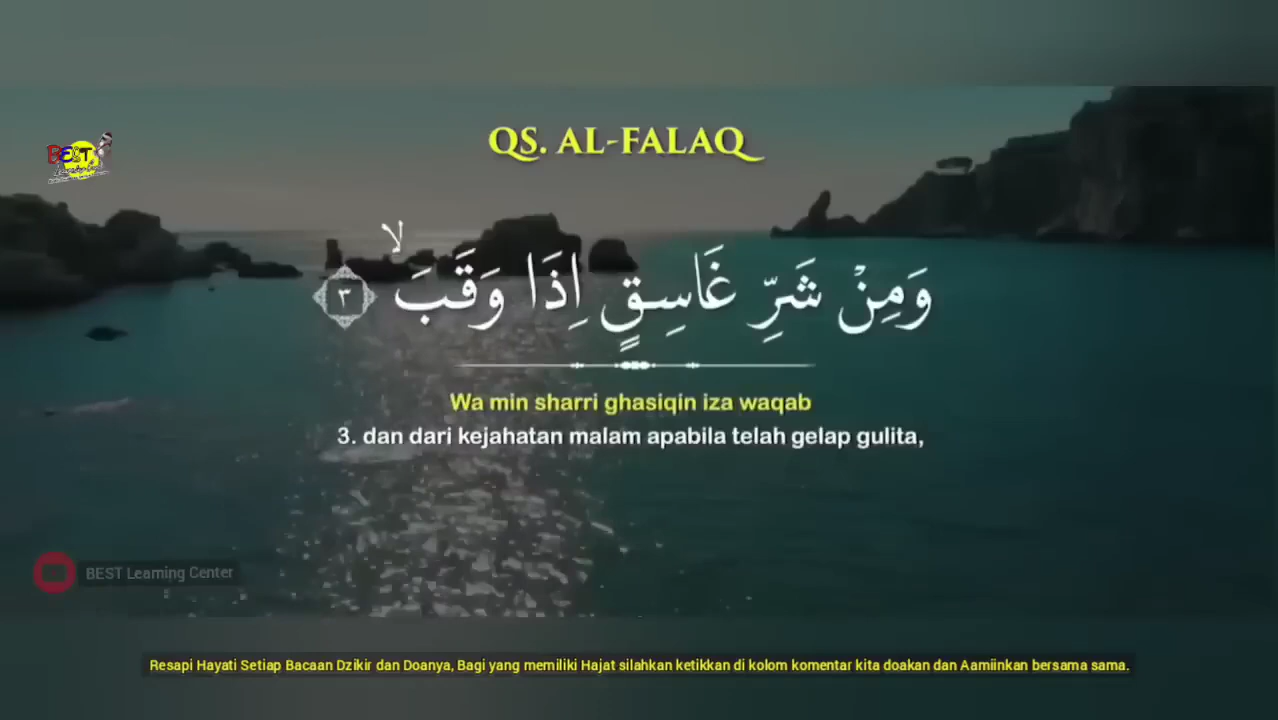 QS. AL-FALAQ
BEST
وَمِنْ شَرِّ غَاسِقٍ اِذَا وَقَبَۙ ٣
Wa min sharri ghasiqin iza waqab
3. dan dari kejahatan malam apabila telah gelap gulita,
BEST Learning Center
Resapi Hayati Setiap Bacaan Dzikir dan Doanya, Bagi yang memiliki Hajat silahkan ketikkan di kolom komentar kita doakan dan Aamiinkan bersama sama.